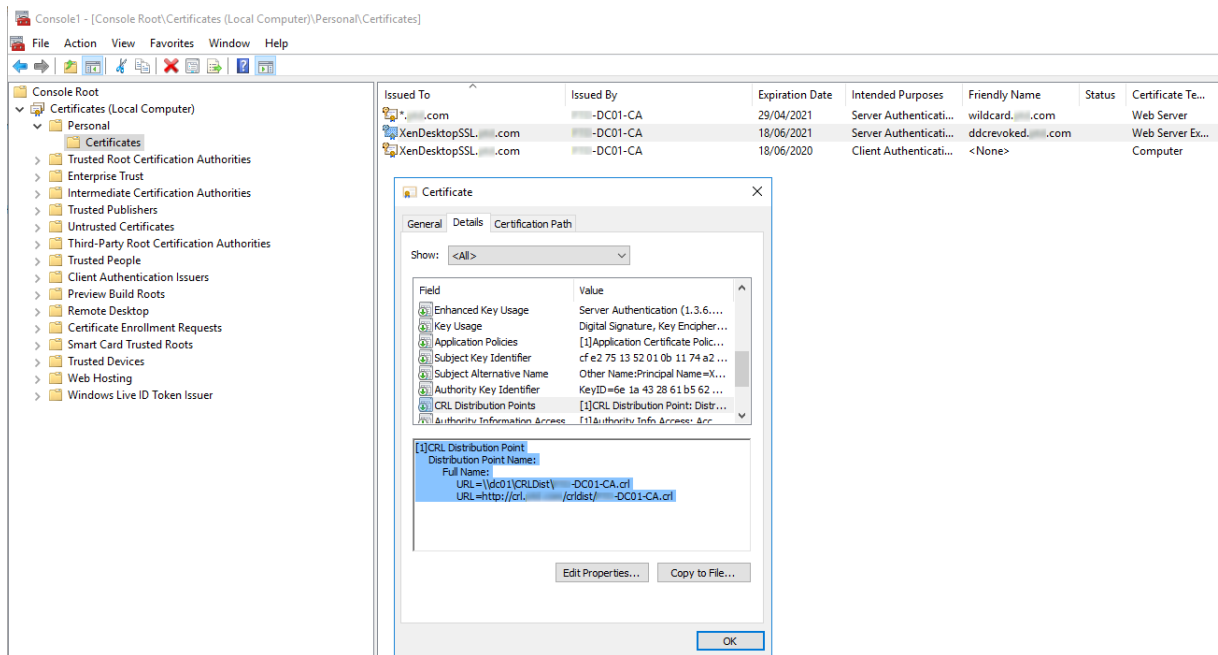 Console1 - [Console Root\Certificates (Local Computer)\Personal\Certificates]
File Action View Favorites Window Help
Console Root
Certificates (Local Computer)
Personal
Certificates
Trusted Root Certification Authorities
Enterprise Trust
Intermediate Certification Authorities
Trusted Publishers
Untrusted Certificates
Third-Party Root Certification Authorities
Trusted People
Client Authentication Issuers
Preview Build Roots
Remote Desktop
Certificate Enrollment Requests
Smart Card Trusted Roots
Trusted Devices
Web Hosting
Windows Live ID Token Issuer
Issued To Issued By Expiration Date Intended Purposes Friendly Name Status Certificate Te...
*. .com -DC01-CA 29/04/2021 Server Authenticati... wildcard. .com Web Server
XenDesktopSSL. .com -DC01-CA 18/06/2021 Server Authenticati... ddcrevoked. .com Web Server Ex...
XenDesktopSSL. .com -DC01-CA 18/06/2020 Client Authenticati... <None> Computer
Certificate
General Details Certification Path
Show: <All>
Field Value
Enhanced Key Usage Server Authentication (1.3.6....
Key Usage Digital Signature, Key Encipher...
Application Policies [1]Application Certificate Polic...
Subject Key Identifier cf e2 75 13 52 01 0b 11 74 a2 ...
Subject Alternative Name Other Name:Principal Name=X...
Authority Key Identifier KeyID=6e 1a 43 28 61 b5 62 ...
CRL Distribution Points [1]CRL Distribution Point: Distr...
Authority Information Access [1]Authority Info Access: Acc...
[1]CRL Distribution Point
Distribution Point Name:
Full Name:
URL=\\dc01\CRLDist\ -DC01-CA.crl
URL=http://crl. /crldist/ -DC01-CA.crl
Edit Properties... Copy to File...
OK